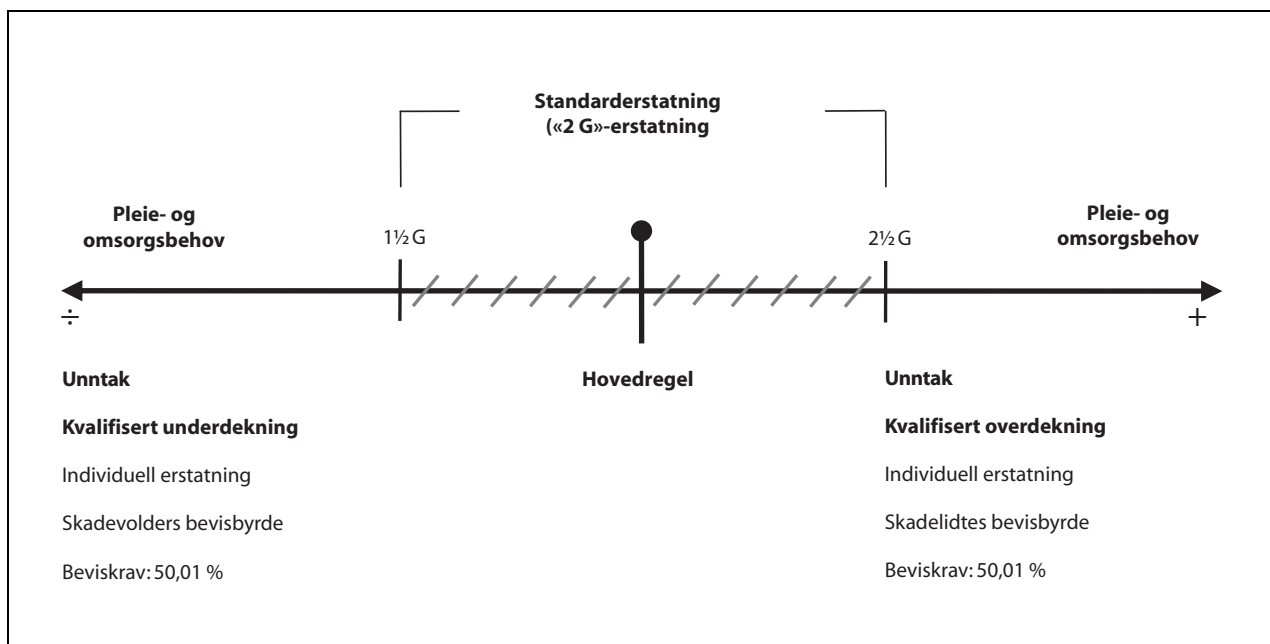 Standarderstatning
(«2 G»-erstatning
Pleie- og
omsorgsbehov
1½ G
2½ G
Pleie- og
omsorgsbehov
÷
+
Unntak
Kvalifisert underdekning
Individuell erstatning
Skadevolders bevisbyrde
Beviskrav: 50,01 %
Hovedregel
Unntak
Kvalifisert overdekning
Individuell erstatning
Skadelidtes bevisbyrde
Beviskrav: 50,01 %